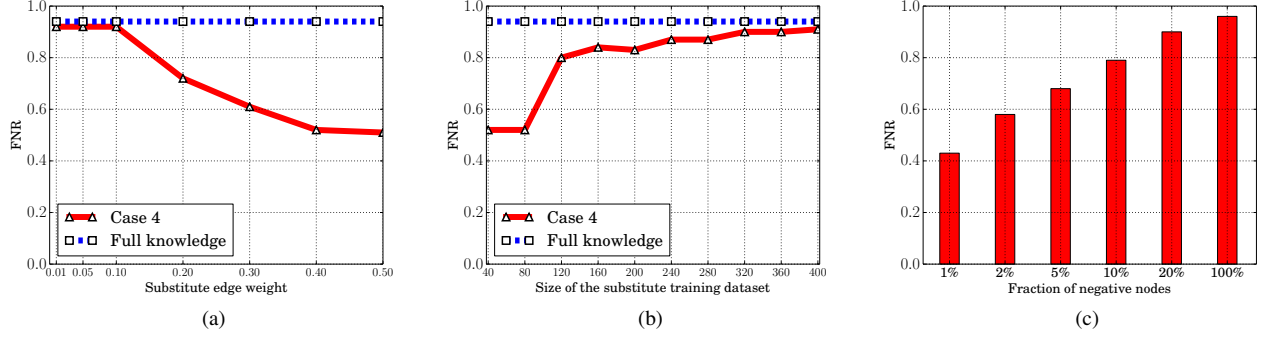 1.0
0.8
0.6
0.4
0.2
0.0
FNR
Case 4
Full knowledge
0.01 0.05 0.10 0.20 0.30 0.40 0.50
Substitute edge weight
(a)
1.0
0.8
0.6
0.4
0.2
0.0
FNR
Case 4
Full knowledge
40 80 120 160 200 240 280 320 360 400
Size of the substitute training dataset
(b)
1.0
0.8
0.6
0.4
0.2
0.0
FNR
1% 2% 5% 10% 20% 100%
Fraction of negative nodes
(c)